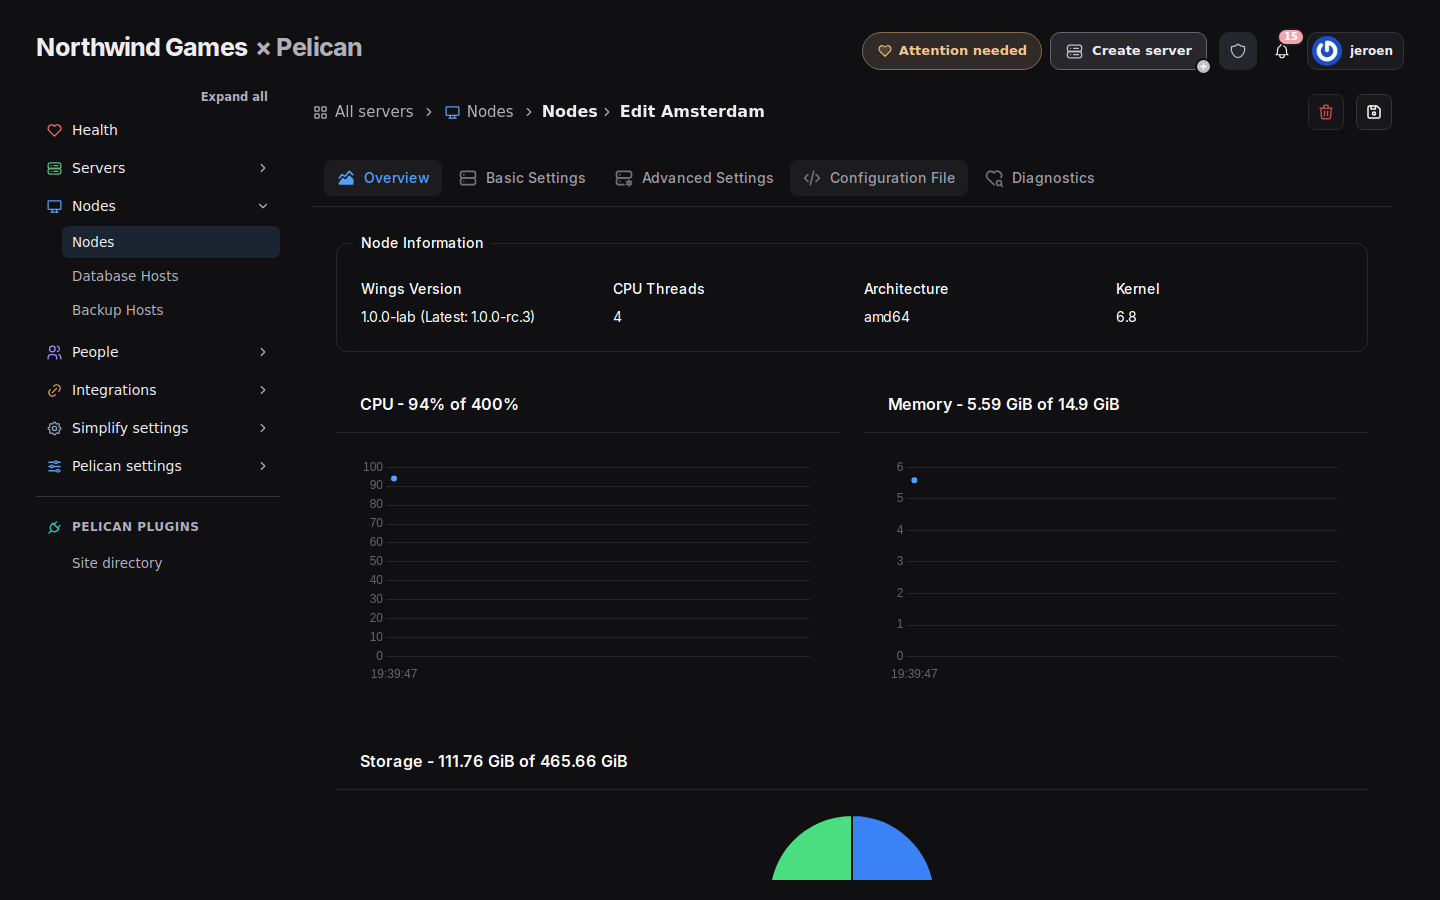 Northwind Games × Pelican
Attention needed
Create server
15
jeroen
Expand all
Health
Servers
Nodes
Nodes
Database Hosts
Backup Hosts
People
Integrations
Simplify settings
Pelican settings
PELICAN PLUGINS
Site directory
All servers > Nodes > Nodes > Edit Amsterdam
Overview
Basic Settings
Advanced Settings
Configuration File
Diagnostics
Node Information
Wings Version
1.0.0-lab (Latest: 1.0.0-rc.3)
CPU Threads
4
Architecture
amd64
Kernel
6.8
CPU - 94% of 400%
100
90
80
70
60
50
40
30
20
10
0
19:39:47
Memory - 5.59 GiB of 14.9 GiB
6
5
4
3
2
1
0
19:39:47
Storage - 111.76 GiB of 465.66 GiB